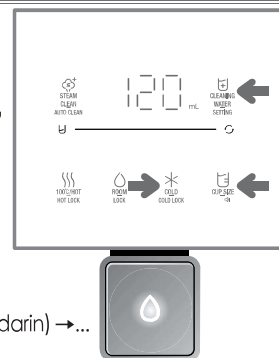 120 mL
STEAM CLEAN AUTO CLEAN
CLEANING WATER SETTING
100℃/HOT HOT LOCK
ROOM LOCK
COLD COLD LOCK
CUP SIZE
darin) →...